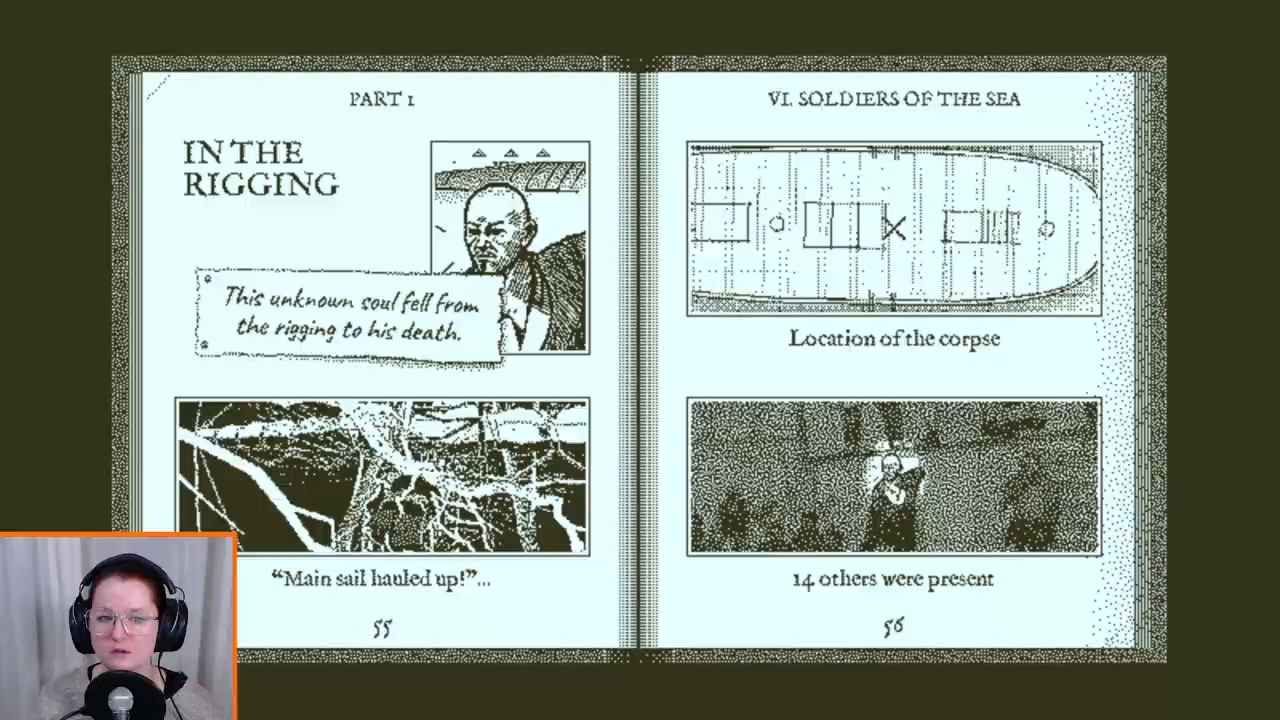 PART 1
IN THE
RIGGING
This unknown soul fell from
the rigging to his death.
"Main sail hauled up!"...
55
VI. SOLDIERS OF THE SEA
Location of the corpse
14 others were present
56